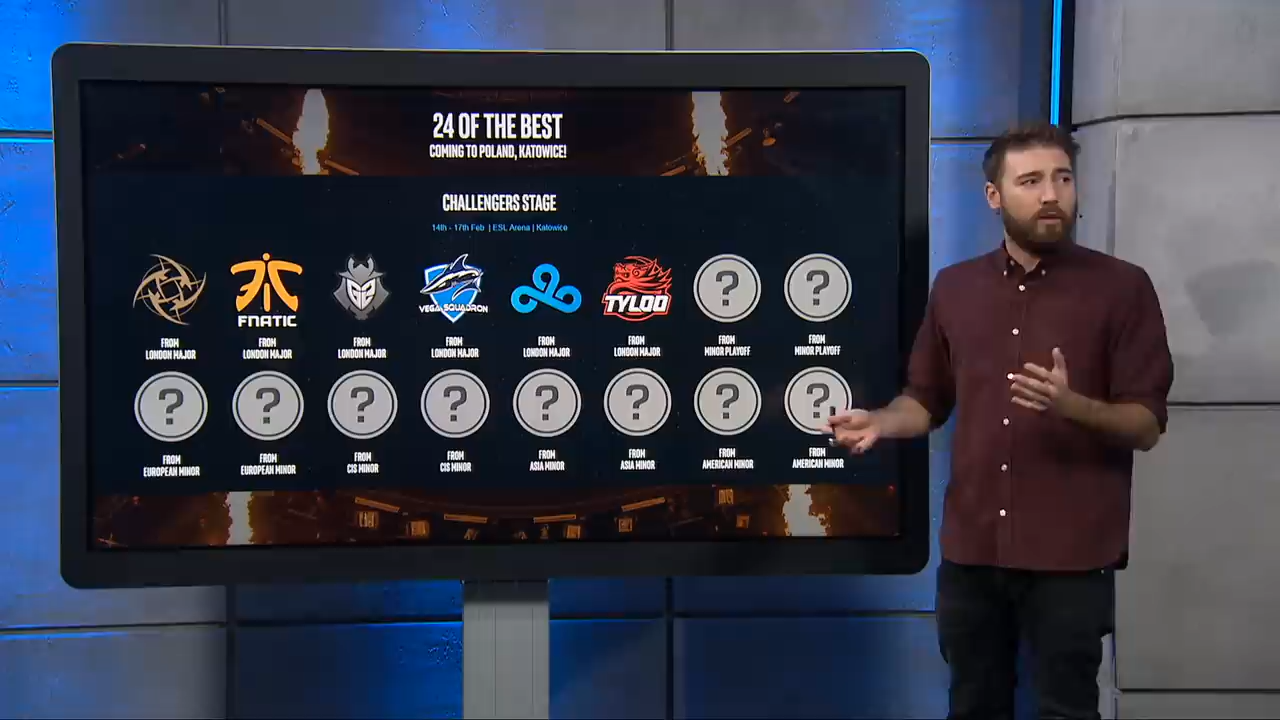 24 OF THE BEST
COMING TO POLAND, KATOWICE!
CHALLENGERS STAGE
14th - 17th Feb | ESL Arena | Katowice
FNATIC
G2
VEGA SQUADRON
TYLOO
?
?
FROM
LONDON MAJOR
FROM
LONDON MAJOR
FROM
LONDON MAJOR
FROM
LONDON MAJOR
FROM
LONDON MAJOR
FROM
LONDON MAJOR
FROM
MINOR PLAYOFF
FROM
MINOR PLAYOFF
?
?
?
?
?
?
?
?
FROM
EUROPEAN MINOR
FROM
EUROPEAN MINOR
FROM
CIS MINOR
FROM
CIS MINOR
FROM
ASIA MINOR
FROM
ASIA MINOR
FROM
AMERICAN MINOR
FROM
AMERICAN MINOR